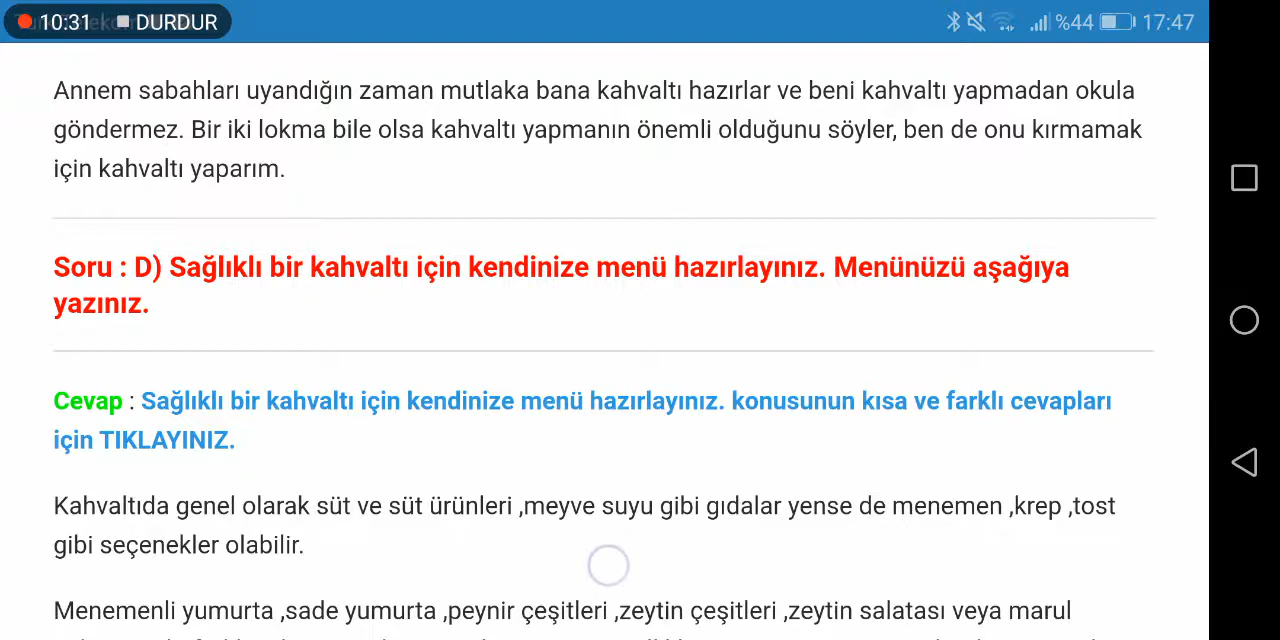 10:31 DURDUR %44 17:47
Annem sabahları uyandığın zaman mutlaka bana kahvaltı hazırlar ve beni kahvaltı yapmadan okula
göndermez. Bir iki lokma bile olsa kahvaltı yapmanın önemli olduğunu söyler, ben de onu kırmamak
için kahvaltı yaparım.
Soru : D) Sağlıklı bir kahvaltı için kendinize menü hazırlayınız. Menünüzü aşağıya
yazınız.
Cevap : Sağlıklı bir kahvaltı için kendinize menü hazırlayınız. konusunun kısa ve farklı cevapları
için TIKLAYINIZ.
Kahvaltıda genel olarak süt ve süt ürünleri ,meyve suyu gibi gıdalar yense de menemen ,krep ,tost
gibi seçenekler olabilir.
Menemenli yumurta ,sade yumurta ,peynir çeşitleri ,zeytin çeşitleri ,zeytin salatası veya marul